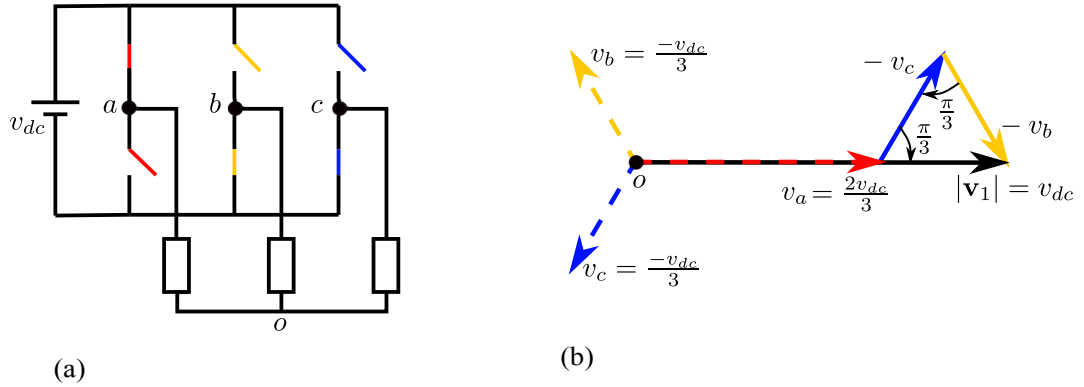 v_{dc}
a
b
c
o
(a)
v_b = \frac{-v_{dc}}{3}
v_c = \frac{-v_{dc}}{3}
o
v_a = \frac{2v_{dc}}{3}
- v_c
\frac{\pi}{3}
\frac{\pi}{3}
- v_b
|\mathbf{v}_1| = v_{dc}
(b)